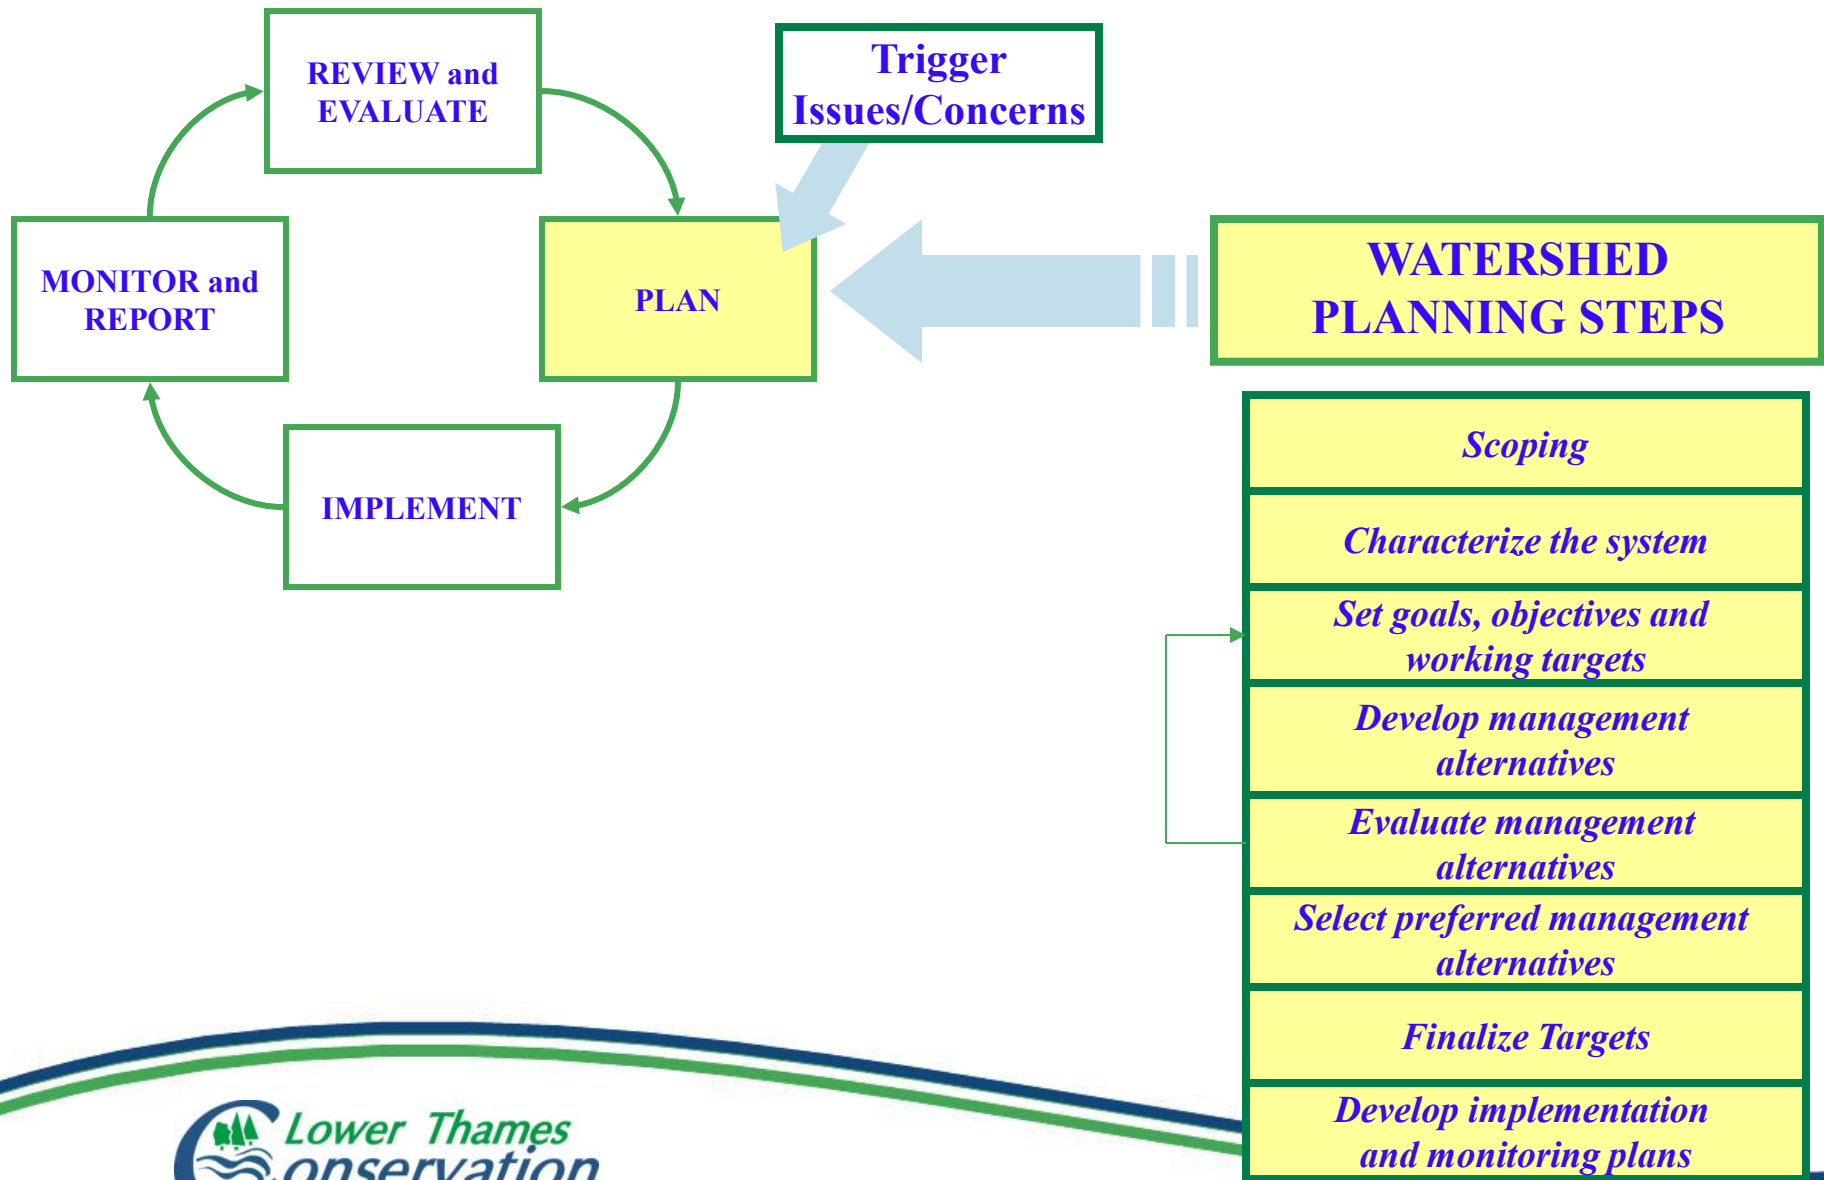 REVIEW and
EVALUATE
Trigger
Issues/Concerns
MONITOR and
REPORT
PLAN
WATERSHED
PLANNING STEPS
IMPLEMENT
Scoping
Characterize the system
Set goals, objectives and
working targets
Develop management
alternatives
Evaluate management
alternatives
Select preferred management
alternatives
Finalize Targets
Develop implementation
and monitoring plans
Lower Thames
Conservation